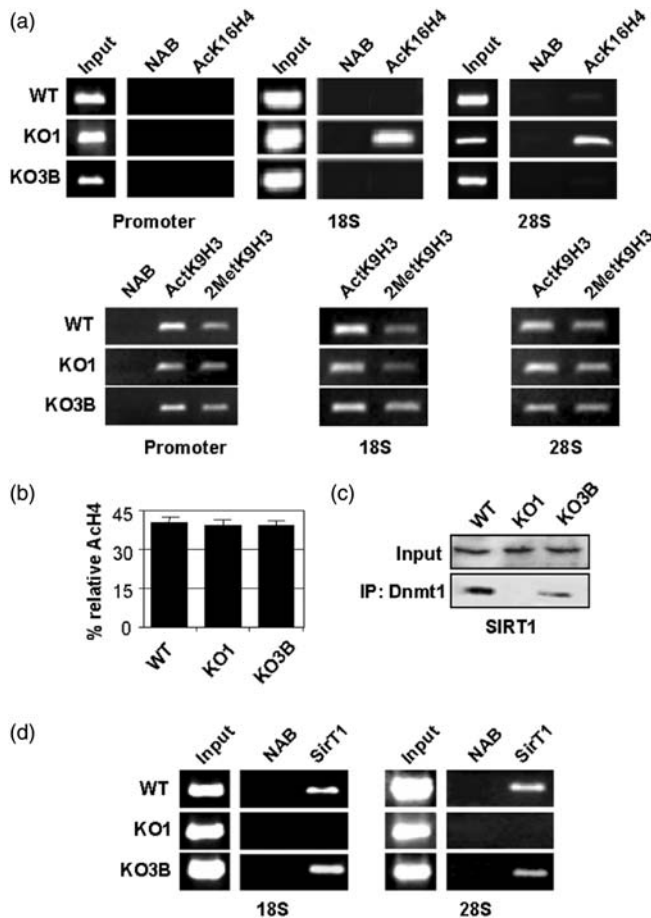 (a)
Input NAB AcK16H4 Input NAB AcK16H4 Input NAB AcK16H4
WT
KO1
KO3B
Promoter 18S 28S
NAB ActK9H3 2MetK9H3 ActK9H3 2MetK9H3 ActK9H3 2MetK9H3
WT
KO1
KO3B
Promoter 18S 28S
(b)
% relative AcH4
45
30
15
0
WT KO1 KO3B
(c)
WT KO1 KO3B
Input
IP: Dnmt1
SIRT1
(d)
Input NAB SirT1 Input NAB SirT1
WT
KO1
KO3B
18S 28S